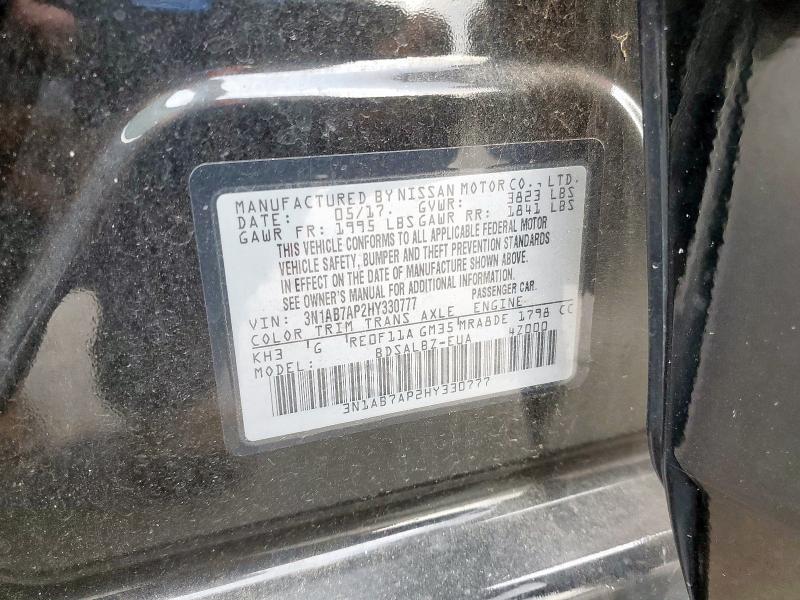 MANUFACTURED BY NISSAN MOTOR CO., LTD.
DATE: 05/17. GVWR: 3823 LBS
GAWR FR: 1995 LBS GAWR RR: 1841 LBS
THIS VEHICLE CONFORMS TO ALL APPLICABLE FEDERAL MOTOR
VEHICLE SAFETY, BUMPER AND THEFT PREVENTION STANDARDS
IN EFFECT ON THE DATE OF MANUFACTURE SHOWN ABOVE.
SEE OWNER'S MANUAL FOR ADDITIONAL INFORMATION.
VIN: 3N1AB7AP2HY330777 PASSENGER CAR.
COLOR TRIM TRANS AXLE ENGINE
KH3 G RE0F11A GM35 MRA8DE 1798 CC
MODEL: BDSALBZ-EUA 4Z000
3N1AB7AP2HY330777